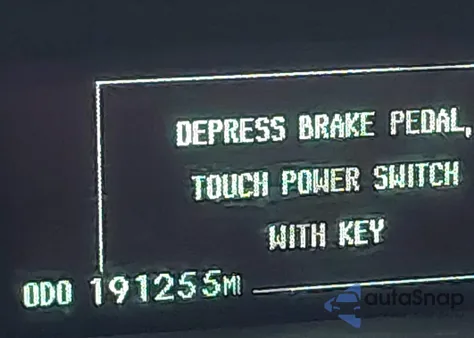 DEPRESS BRAKE PEDAL,
TOUCH POWER SWITCH
WITH KEY
ODO 191255MI
autoSnap